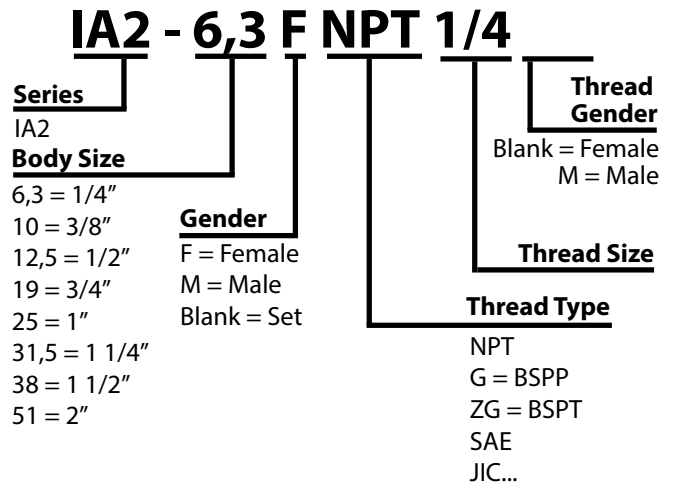 IA2 - 6,3 F NPT 1/4
Series
IA2
Body Size
6,3 = 1/4”
10 = 3/8”
12,5 = 1/2”
19 = 3/4”
25 = 1”
31,5 = 1 1/4”
38 = 1 1/2”
51 = 2”
Gender
F = Female
M = Male
Blank = Set
Thread
Gender
Blank = Female
M = Male
Thread Size
Thread Type
NPT
G = BSPP
ZG = BSPT
SAE
JIC...